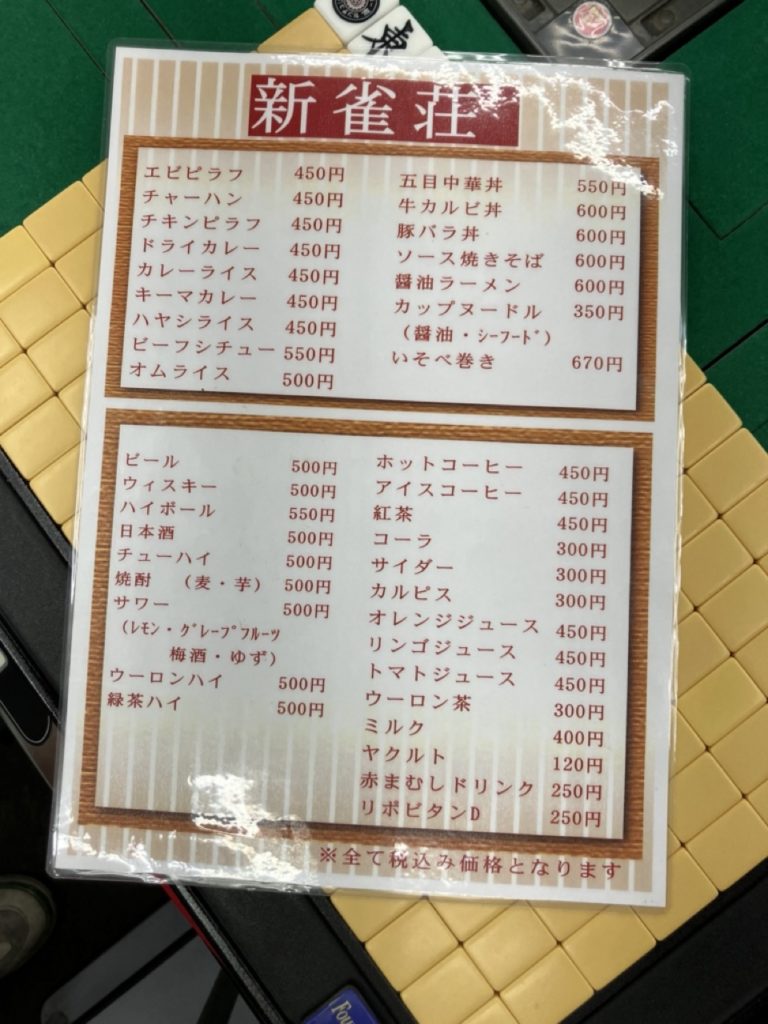 東
新雀荘
エビピラフ 450円
チャーハン 450円
チキンピラフ 450円
ドライカレー 450円
カレーライス 450円
キーマカレー 450円
ハヤシライス 450円
ビーフシチュー 550円
オムライス 500円
五目中華丼 550円
牛カルビ丼 600円
豚バラ丼 600円
ソース焼きそば 600円
醤油ラーメン 600円
カップヌードル 350円
（醤油・ｼｰﾌｰﾄﾞ）
いそべ巻き 670円
ビール 500円
ウィスキー 500円
ハイボール 550円
日本酒 500円
チューハイ 500円
焼酎 （麦・芋） 500円
サワー 500円
（ﾚﾓﾝ・ｸﾞﾚｰﾌﾟﾌﾙｰﾂ
梅酒・ゆず）
ウーロンハイ 500円
緑茶ハイ 500円
ホットコーヒー 450円
アイスコーヒー 450円
紅茶 450円
コーラ 300円
サイダー 300円
カルピス 300円
オレンジジュース 450円
リンゴジュース 450円
トマトジュース 450円
ウーロン茶 300円
ミルク 400円
ヤクルト 120円
赤まむしドリンク 250円
リポビタンD 250円
※全て税込み価格となります
Fou